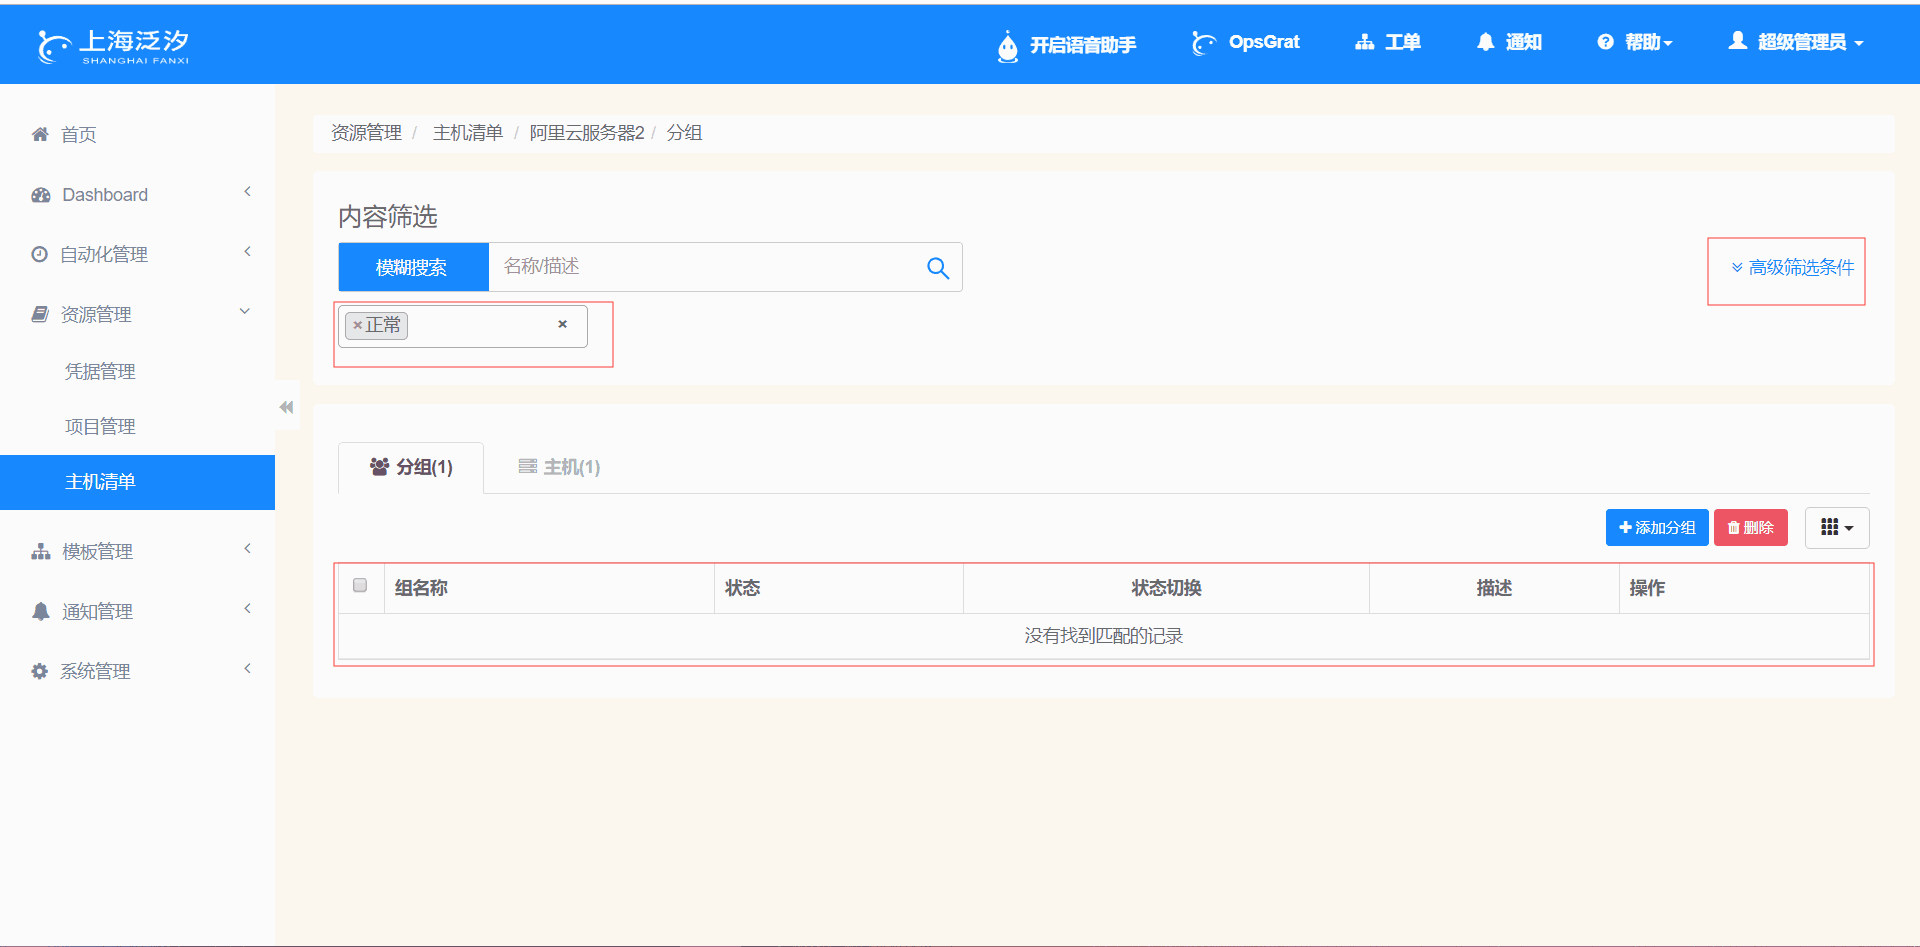 上海泛汐
SHANGHAI FANXI
开启语音助手
OpsGrat
工单
通知
帮助
超级管理员
首页
Dashboard
自动化管理
资源管理
凭据管理
项目管理
主机清单
模板管理
通知管理
系统管理
资源管理 / 主机清单 / 阿里云服务器2 / 分组
内容筛选
模糊搜索 名称/描述
高级筛选条件
×正常 ×
分组(1) 主机(1)
添加分组 删除
组名称 状态 状态切换 描述 操作
没有找到匹配的记录